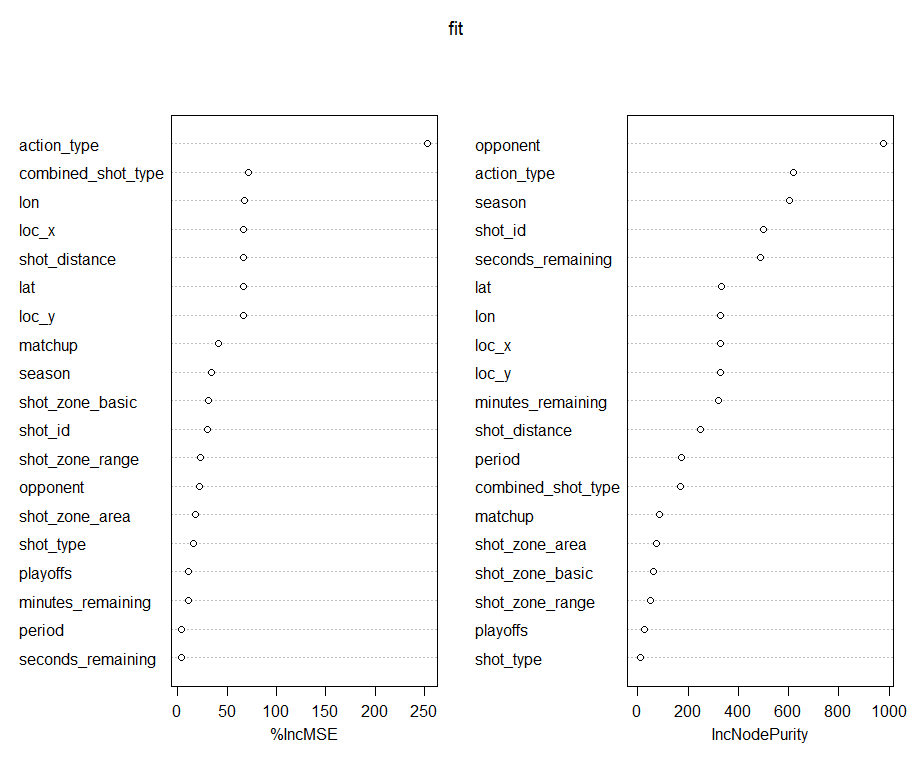 fit
action_type
combined_shot_type
lon
loc_x
shot_distance
lat
loc_y
matchup
season
shot_zone_basic
shot_id
shot_zone_range
opponent
shot_zone_area
shot_type
playoffs
minutes_remaining
period
seconds_remaining
0 50 100 150 200 250
%IncMSE
opponent
action_type
season
shot_id
seconds_remaining
lat
lon
loc_x
loc_y
minutes_remaining
shot_distance
period
combined_shot_type
matchup
shot_zone_area
shot_zone_basic
shot_zone_range
playoffs
shot_type
0 200 400 600 800 1000
IncNodePurity